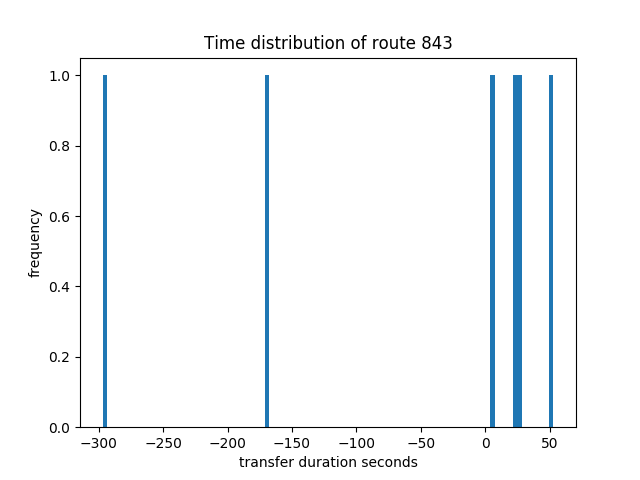 Time distribution of route 843
1.0
0.8
0.6
0.4
0.2
0.0
frequency
−300 −250 −200 −150 −100 −50 0 50
transfer duration seconds